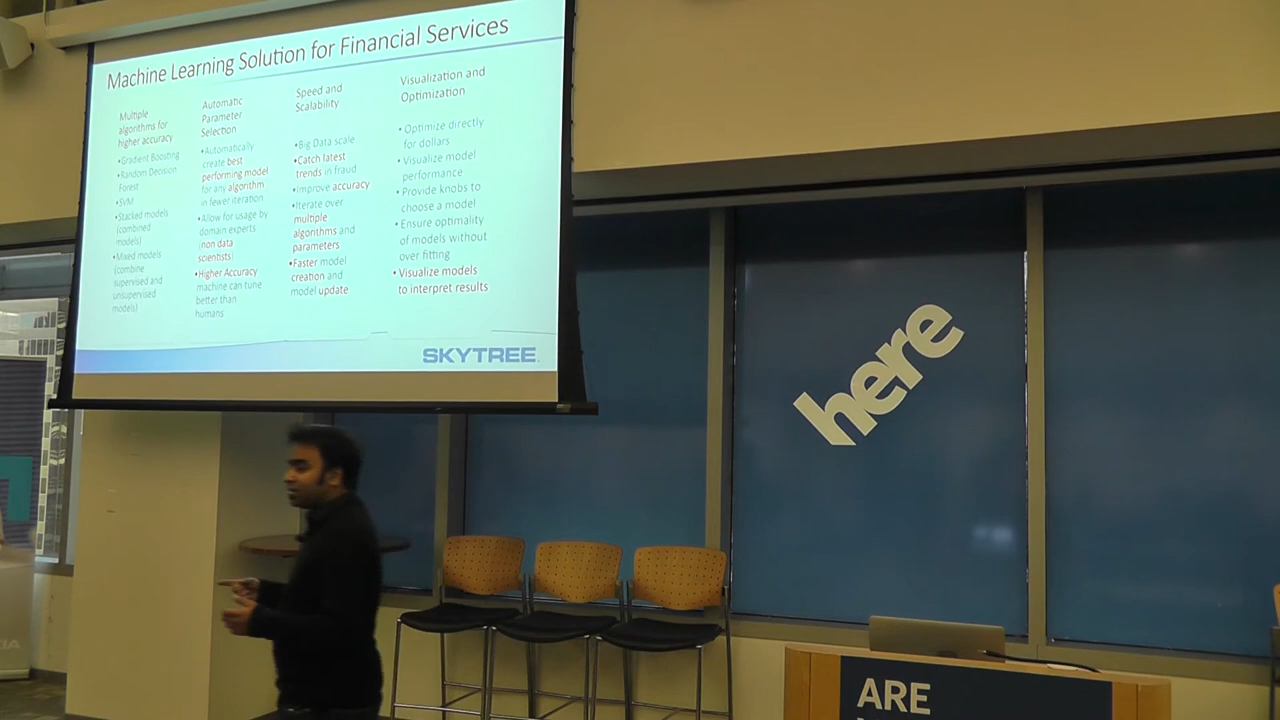 Machine Learning Solution for Financial Services
Multiple
algorithms for
higher accuracy
•Gradient Boosting
•Random Decision
Forest
•SVM
•Stacked models
(combined
models)
•Mixed models
(combine
supervised and
unsupervised
models)
Automatic
Parameter
Selection
•Automatically
create best
performing model
for any algorithm
in fewer iteration
•Allow for usage by
domain experts
(non data
scientists)
•Higher Accuracy
machine can tune
better than
humans
Speed and
Scalability
•Big Data scale
•Catch latest
trends in fraud
•Improve accuracy
•Iterate over
multiple
algorithms and
parameters
•Faster model
creation and
model update
Visualization and
Optimization
• Optimize directly
for dollars
• Visualize model
performance
• Provide knobs to
choose a model
• Ensure optimality
of models without
over fitting
• Visualize models
to interpret results
SKYTREE
here
ARE